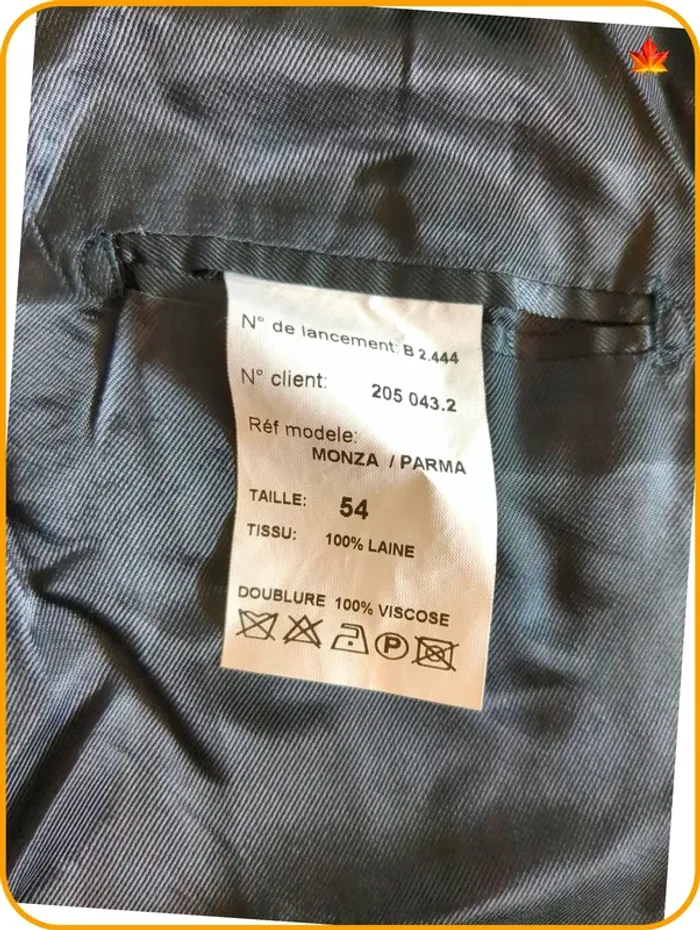 N° de lancement: B 2.444
N° client: 205 043.2
Réf modele:
MONZA / PARMA
TAILLE: 54
TISSU: 100% LAINE
DOUBLURE 100% VISCOSE
P